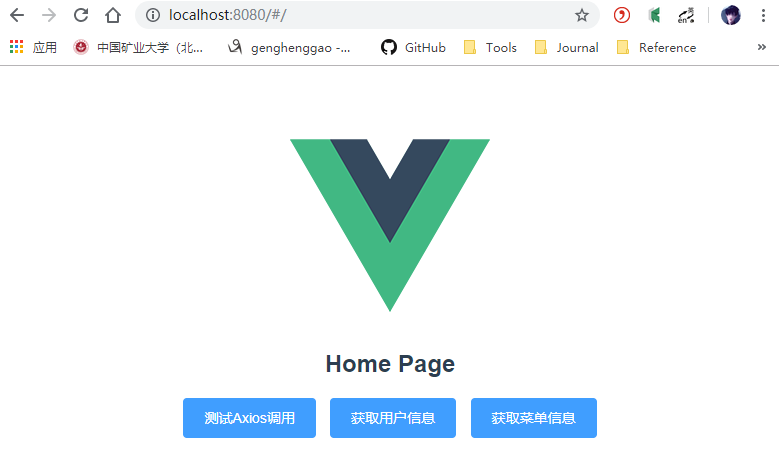 localhost:8080/#/
应用 中国矿业大学（北... genghenggao -... GitHub Tools Journal Reference
en
Home Page
测试Axios调用 获取用户信息 获取菜单信息